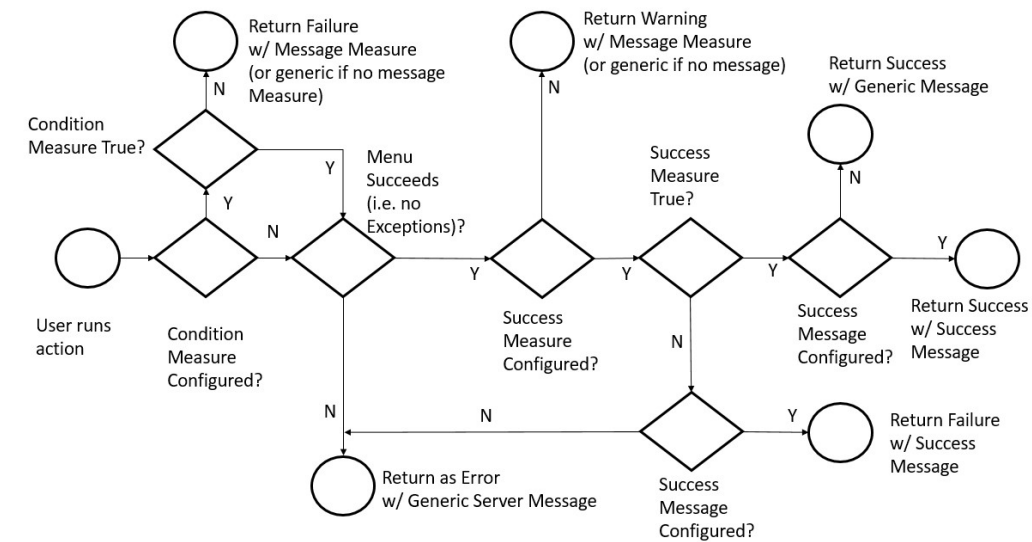 Return Failure
w/ Message Measure
(or generic if no message
Measure)
N
Return Warning
w/ Message Measure
(or generic if no message)
N
Return Success
w/ Generic Message
N
Condition
Measure True?
Y
Y
Menu
Succeeds
(i.e. no
Exceptions)?
Success
Measure
True?
N
Y
Y
Y
Y
User runs
action
Condition
Measure
Configured?
Success
Measure
Configured?
N
Success
Message
Configured?
Return Success
w/ Success
Message
N
N
Y
Return Failure
w/ Success
Message
Return as Error
w/ Generic Server Message
Success
Message
Configured?